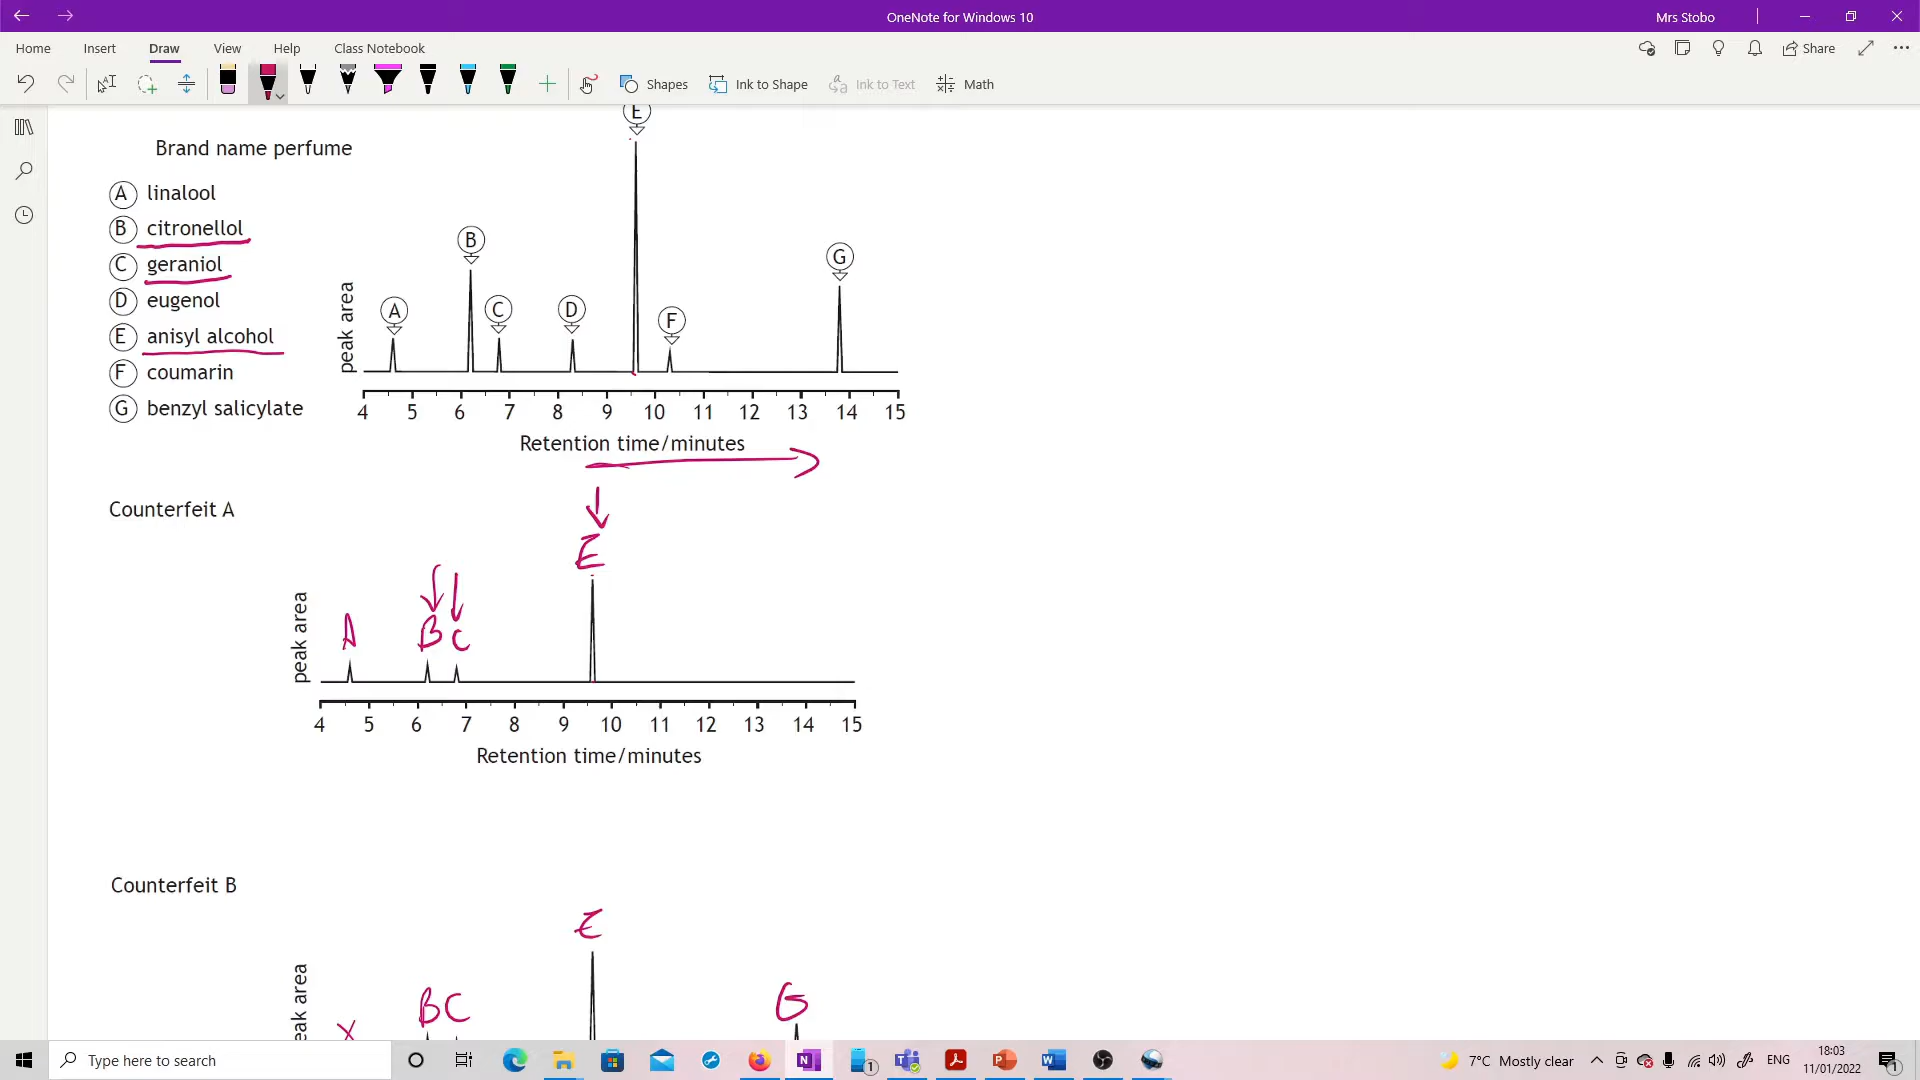 OneNote for Windows 10
Mrs Stobo
Home Insert Draw View Help Class Notebook
Share
Shapes Ink to Shape Ink to Text Math
E
Brand name perfume
A linalool
B citronellol
C geraniol
D eugenol
E anisyl alcohol
F coumarin
G benzyl salicylate
peak area
A B C D F G
4 5 6 7 8 9 10 11 12 13 14 15
Retention time/minutes
Counterfeit A
E
A B C
peak area
4 5 6 7 8 9 10 11 12 13 14 15
Retention time/minutes
Counterfeit B
E
B C G
X
peak area
Type here to search
1
7°C Mostly clear
ENG
18:03
11/01/2022
1